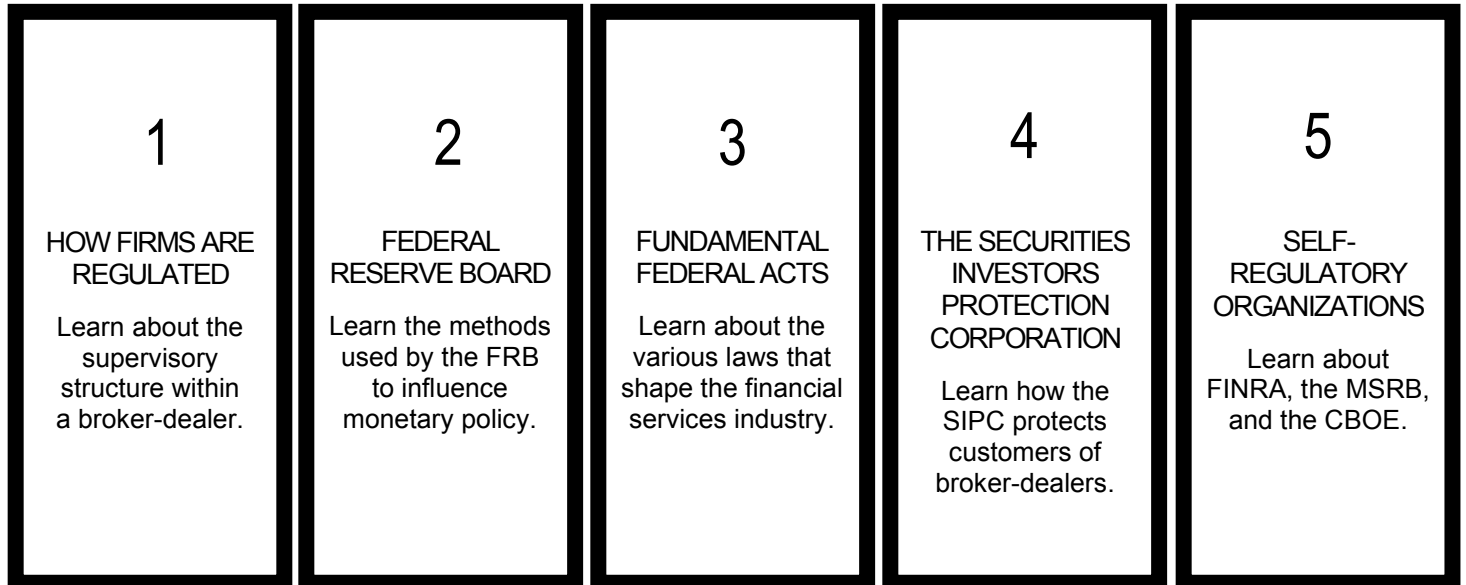 1
HOW FIRMS ARE
REGULATED
Learn about the
supervisory
structure within
a broker-dealer.
2
FEDERAL
RESERVE BOARD
Learn the methods
used by the FRB
to influence
monetary policy.
3
FUNDAMENTAL
FEDERAL ACTS
Learn about the
various laws that
shape the financial
services industry.
4
THE SECURITIES
INVESTORS
PROTECTION
CORPORATION
Learn how the
SIPC protects
customers of
broker-dealers.
5
SELF-
REGULATORY
ORGANIZATIONS
Learn about
FINRA, the MSRB,
and the CBOE.